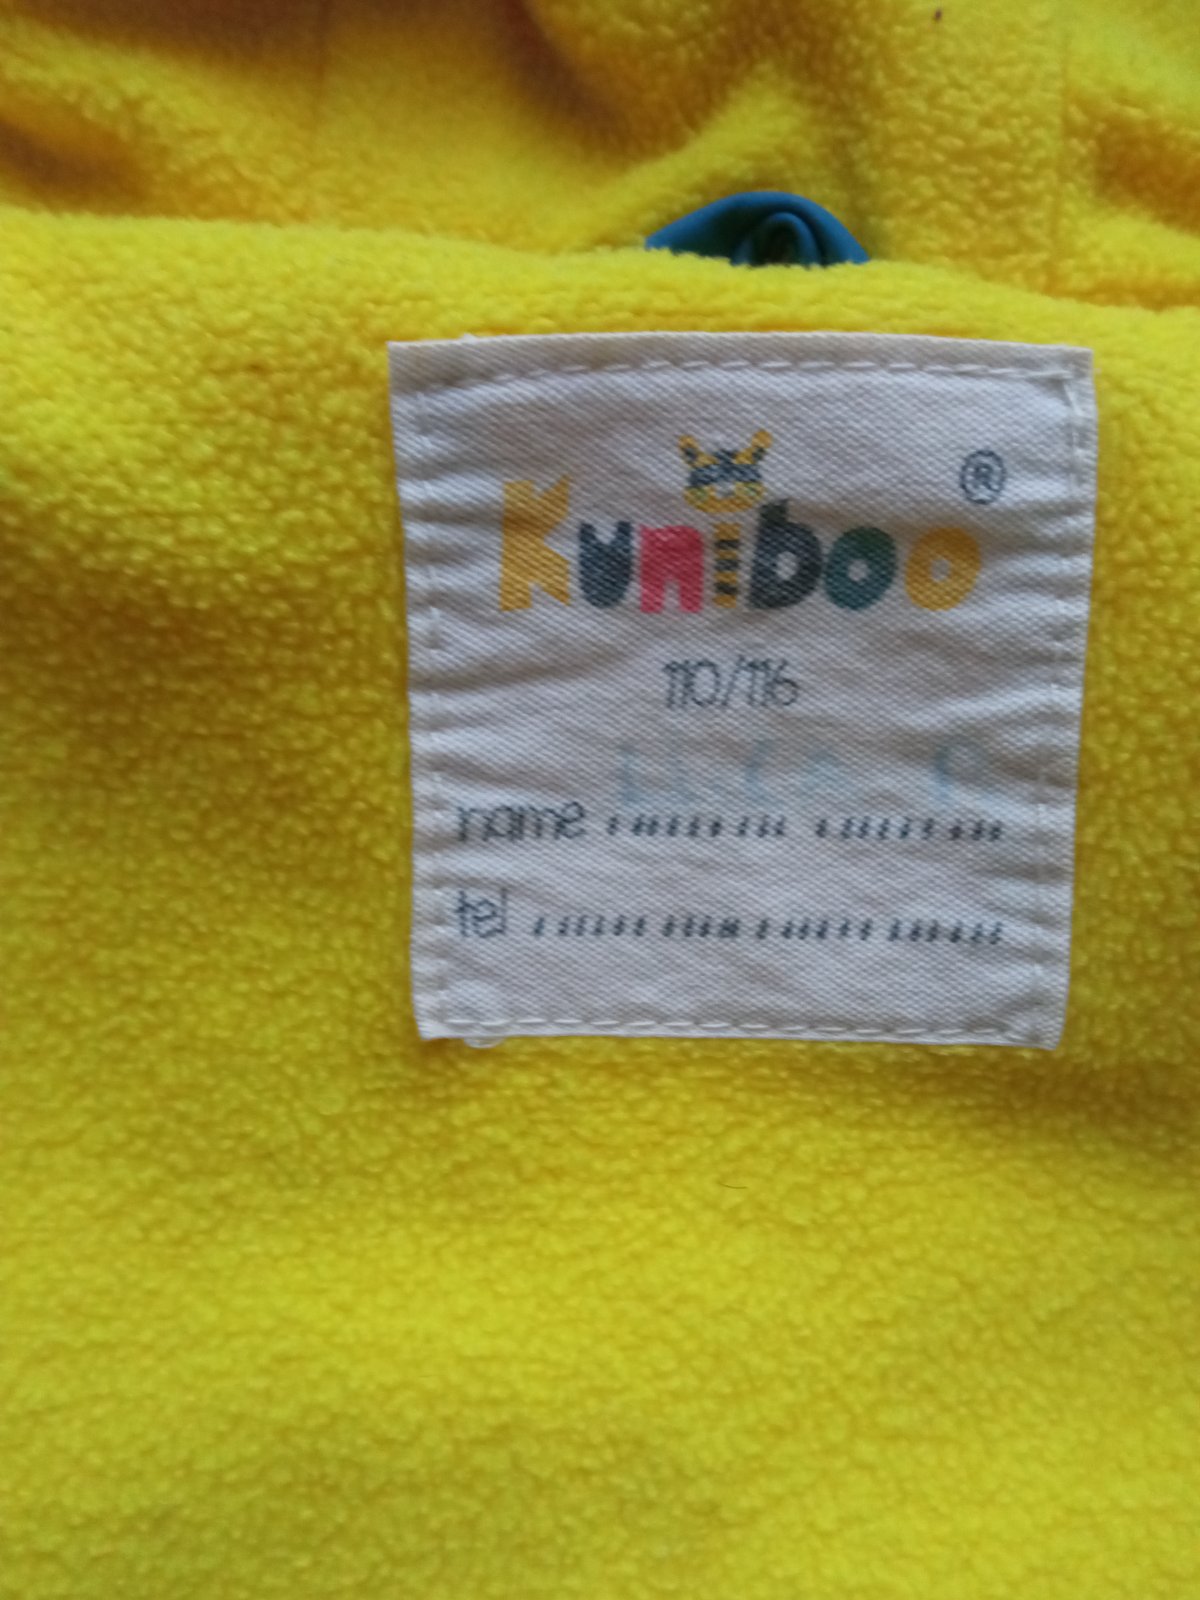 Kuniboo ®
110/116
name
tel